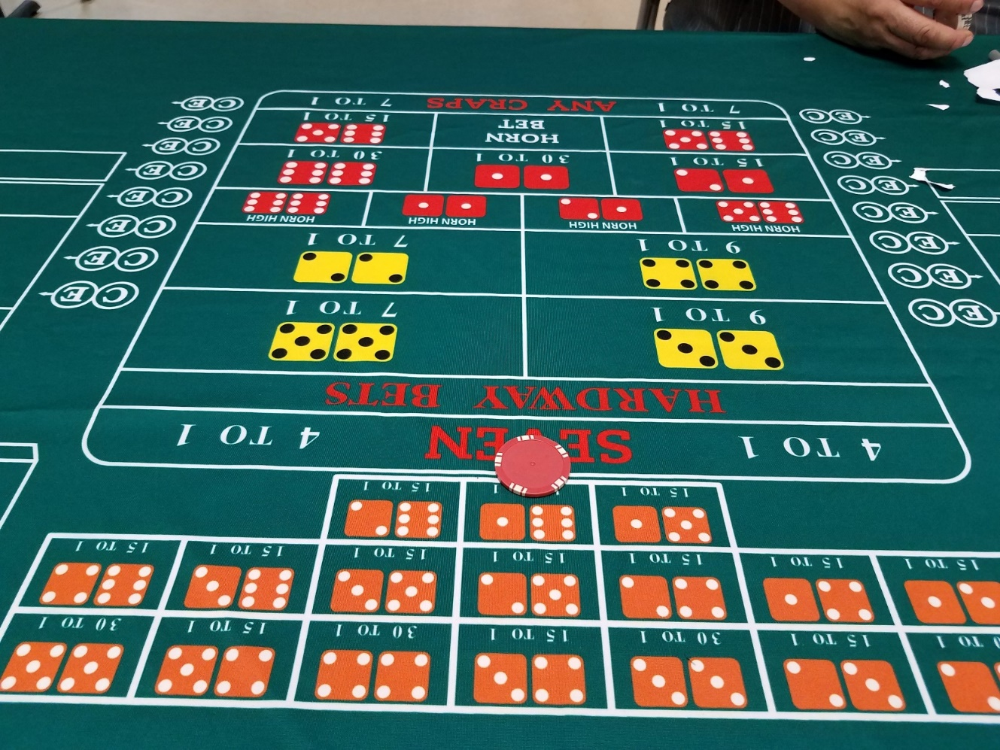 7 TO 1 ANY CRAPS 7 TO 1
15 TO 1 HORN BET 15 TO 1
30 TO 1 30 TO 1 15 TO 1
HORN HIGH HORN HIGH HORN HIGH HORN HIGH
7 TO 1 9 TO 1
7 TO 1 9 TO 1
HARDWAY BETS
4 TO 1 SEVEN 4 TO 1
15 TO 1 1 15 TO 1
15 TO 1 15 TO 1 15 TO 1 15 TO 1 15 TO 1 15 TO 1 15 TO 1
30 TO 1 15 TO 1 30 TO 1 15 TO 1 30 TO 1 15 TO 1 TO 1
E C
E C
E C
E C
E C
E C
E C
E C
C E
C E
C E
C E
C E
C E
C E
C E